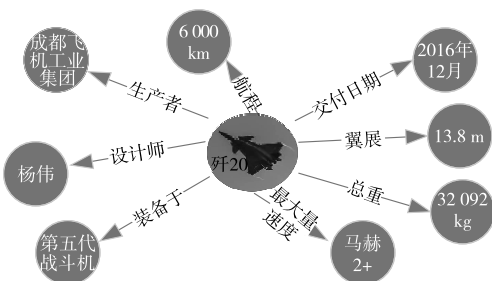 成都飞
机工业
集团
6 000
km
2016年
12月
生产者
航程
交付日期
杨伟
设计师
歼20
翼展
13.8 m
装备于
最大量
速度
总重
32 092
kg
第五代
战斗机
马赫
2+